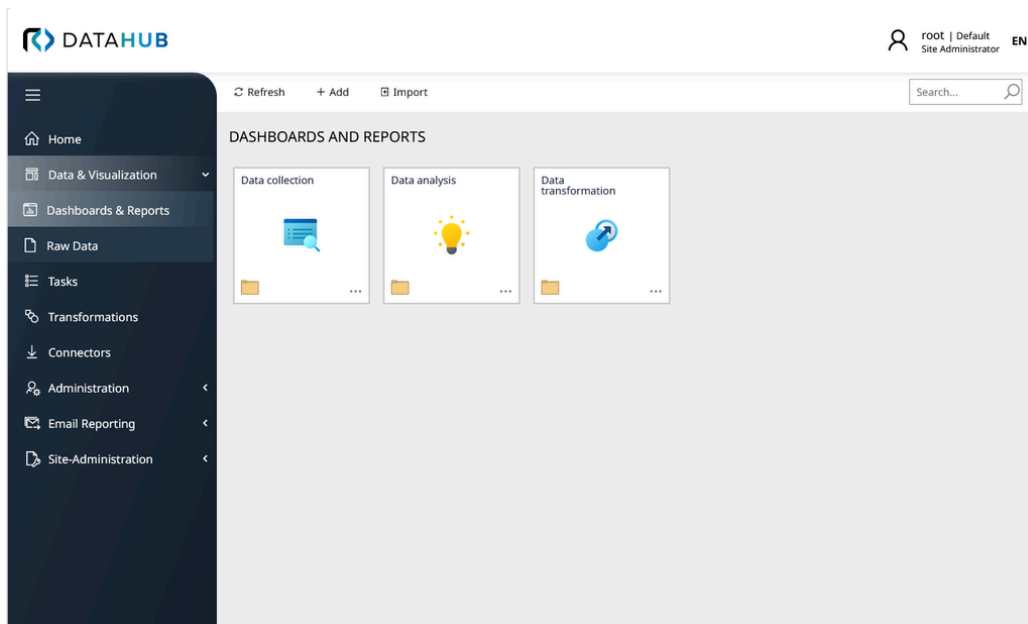 DATAHUB
root | Default
Site Administrator
EN
Refresh
+ Add
Import
Search...
Home
Data & Visualization
Dashboards & Reports
Raw Data
Tasks
Transformations
Connectors
Administration
Email Reporting
Site-Administration
DASHBOARDS AND REPORTS
Data collection
...
Data analysis
...
Data
transformation
...